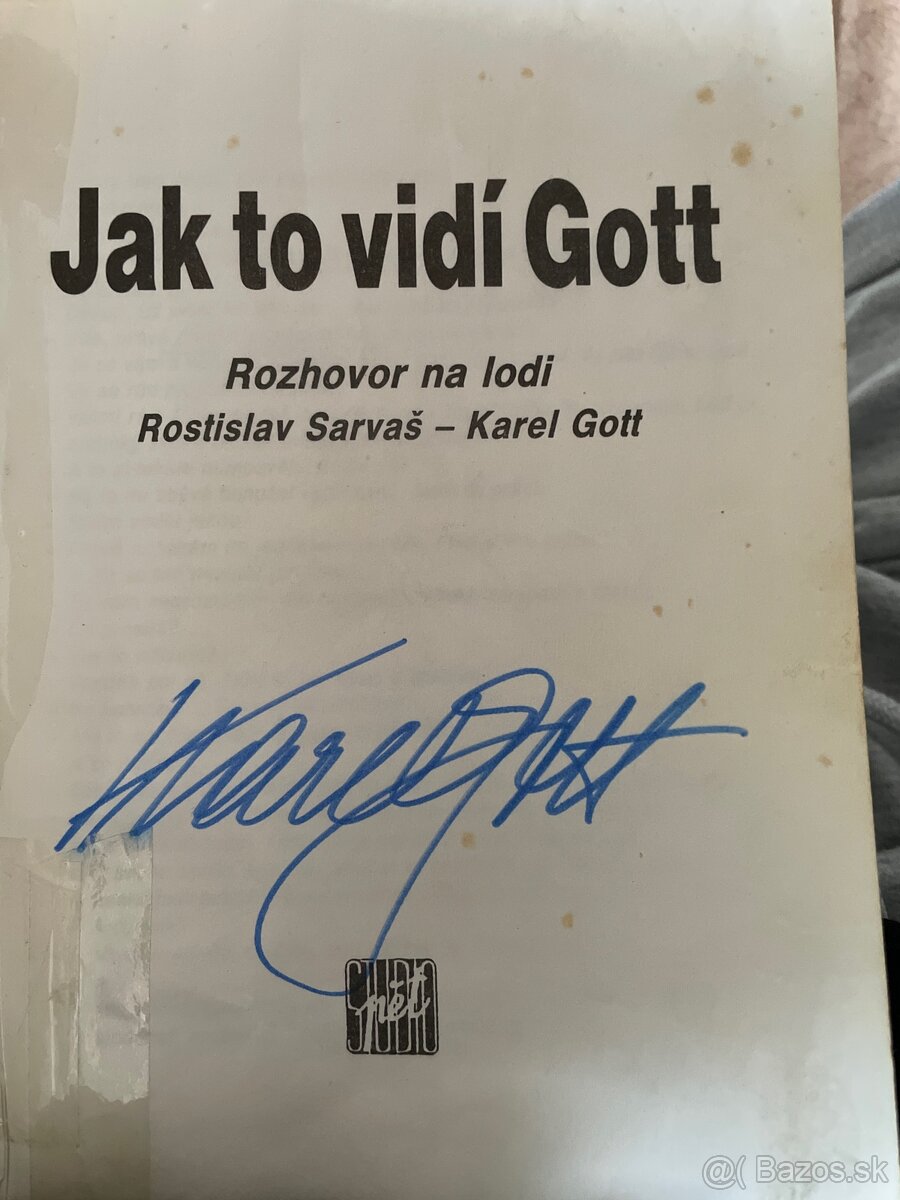 Jak to vidí Gott
Rozhovor na lodi
Rostislav Sarvaš – Karel Gott
Karel Gott
STUDIO
pět
@( Bazos.sk